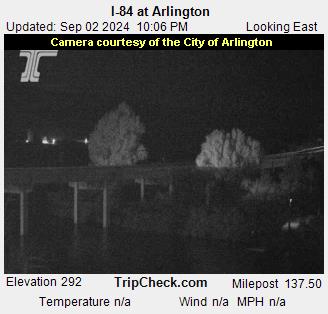 I-84 at Arlington
Updated: Sep 02 2024 10:06 PM Looking East
Camera courtesy of the City of Arlington
Elevation 292 TripCheck.com Milepost 137.50
Temperature n/a Wind n/a MPH n/a